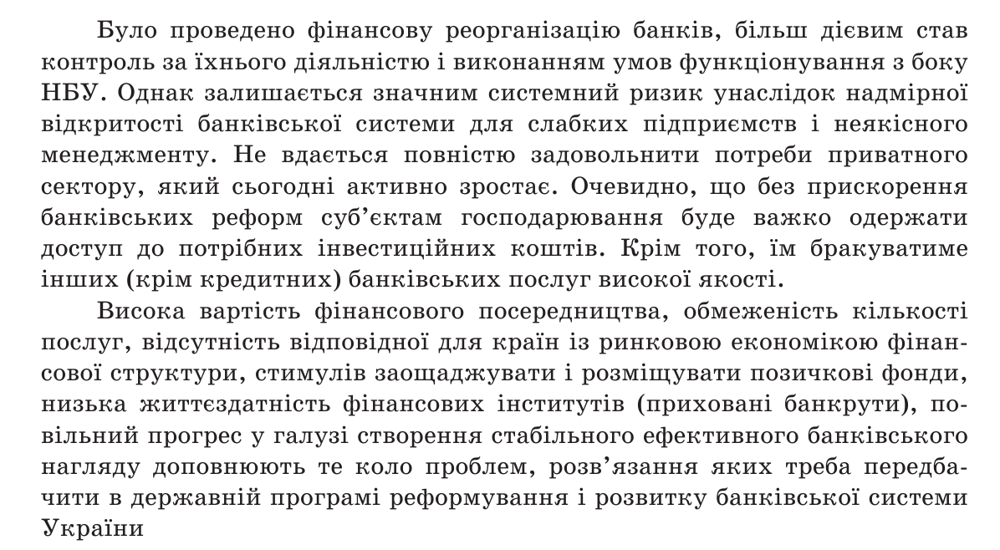 Було проведено фінансову реорганізацію банків, більш дієвим став
контроль за їхнього діяльністю і виконанням умов функціонування з боку
НБУ. Однак залишається значним системний ризик унаслідок надмірної
відкритості банківської системи для слабких підприємств і неякісного
менеджменту. Не вдається повністю задовольнити потреби приватного
сектору, який сьогодні активно зростає. Очевидно, що без прискорення
банківських реформ суб’єктам господарювання буде важко одержати
доступ до потрібних інвестиційних коштів. Крім того, їм бракуватиме
інших (крім кредитних) банківських послуг високої якості.
Висока вартість фінансового посередництва, обмеженість кількості
послуг, відсутність відповідної для країн із ринковою економікою фінан-
сової структури, стимулів заощаджувати і розміщувати позичкові фонди,
низька життєздатність фінансових інститутів (приховані банкрути), по-
вільний прогрес у галузі створення стабільного ефективного банківського
нагляду доповнюють те коло проблем, розв’язання яких треба передба-
чити в державній програмі реформування і розвитку банківської системи
України